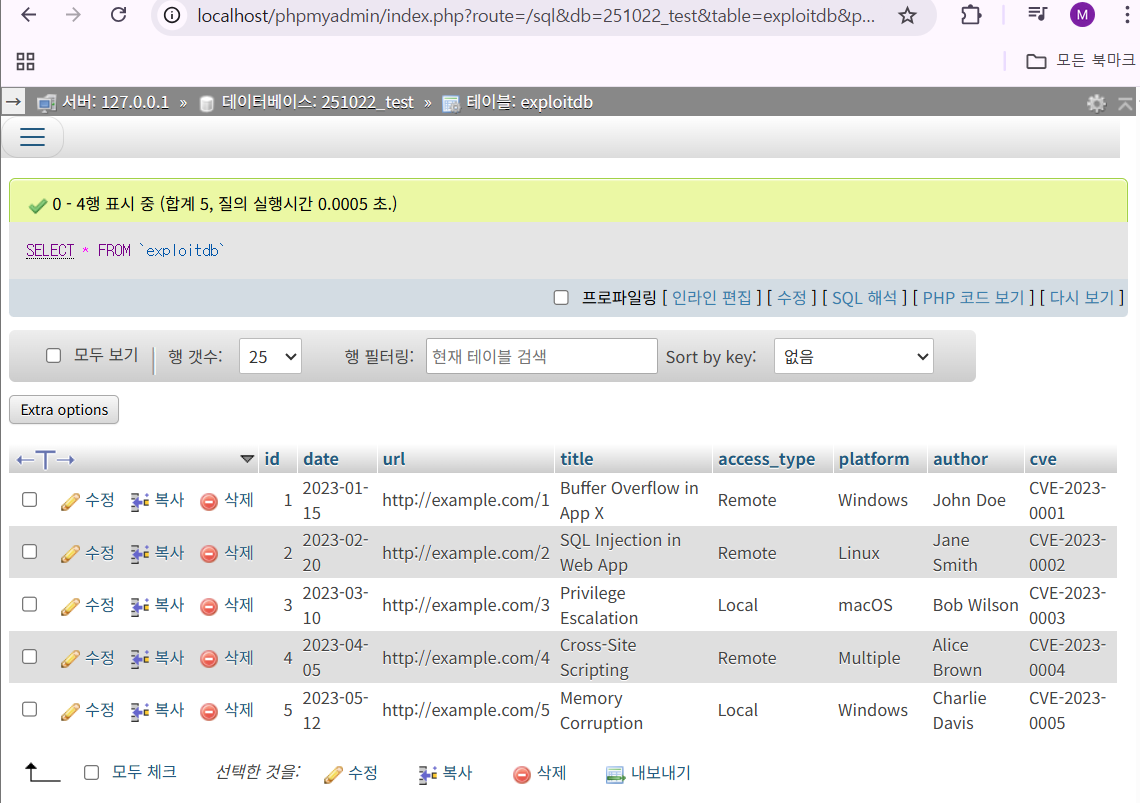 localhost/phpmyadmin/index.php?route=/sql&db=251022_test&table=exploitdb&p...
M
모든 북마크
서버: 127.0.0.1 » 데이터베이스: 251022_test » 테이블: exploitdb
0 - 4행 표시 중 (합계 5, 질의 실행시간 0.0005 초.)
SELECT * FROM `exploitdb`
프로파일링 [ 인라인 편집 ] [ 수정 ] [ SQL 해석 ] [ PHP 코드 보기 ] [ 다시 보기 ]
모두 보기 행 갯수: 25 행 필터링: 현재 테이블 검색 Sort by key: 없음
Extra options
←T→ id date url title access_type platform author cve
수정 복사 삭제 1 2023-01-15 http://example.com/1 Buffer Overflow in App X Remote Windows John Doe CVE-2023-0001
수정 복사 삭제 2 2023-02-20 http://example.com/2 SQL Injection in Web App Remote Linux Jane Smith CVE-2023-0002
수정 복사 삭제 3 2023-03-10 http://example.com/3 Privilege Escalation Local macOS Bob Wilson CVE-2023-0003
수정 복사 삭제 4 2023-04-05 http://example.com/4 Cross-Site Scripting Remote Multiple Alice Brown CVE-2023-0004
수정 복사 삭제 5 2023-05-12 http://example.com/5 Memory Corruption Local Windows Charlie Davis CVE-2023-0005
모두 체크 선택한 것을: 수정 복사 삭제 내보내기